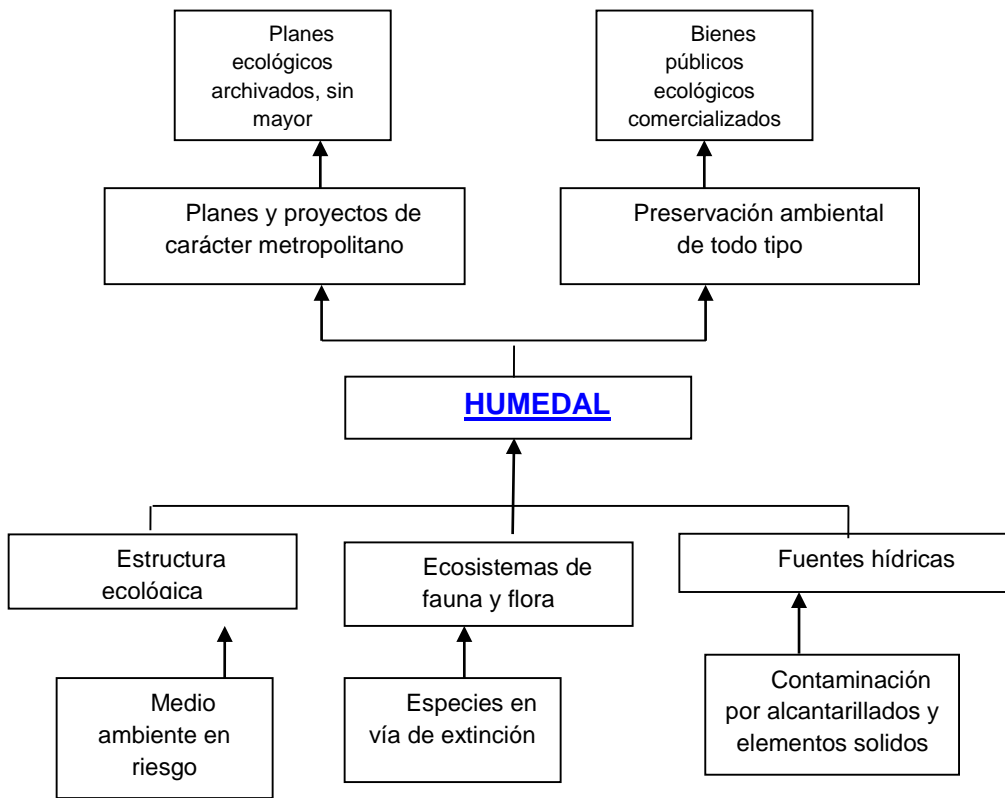 Planes
ecológicos
archivados, sin
mayor
Bienes
públicos
ecológicos
comercializados
Planes y proyectos de
carácter metropolitano
Preservación ambiental
de todo tipo
HUMEDAL
Estructura
ecológica
Ecosistemas de
fauna y flora
Fuentes hídricas
Medio
ambiente en
riesgo
Especies en
vía de extinción
Contaminación
por alcantarillados y
elementos solidos